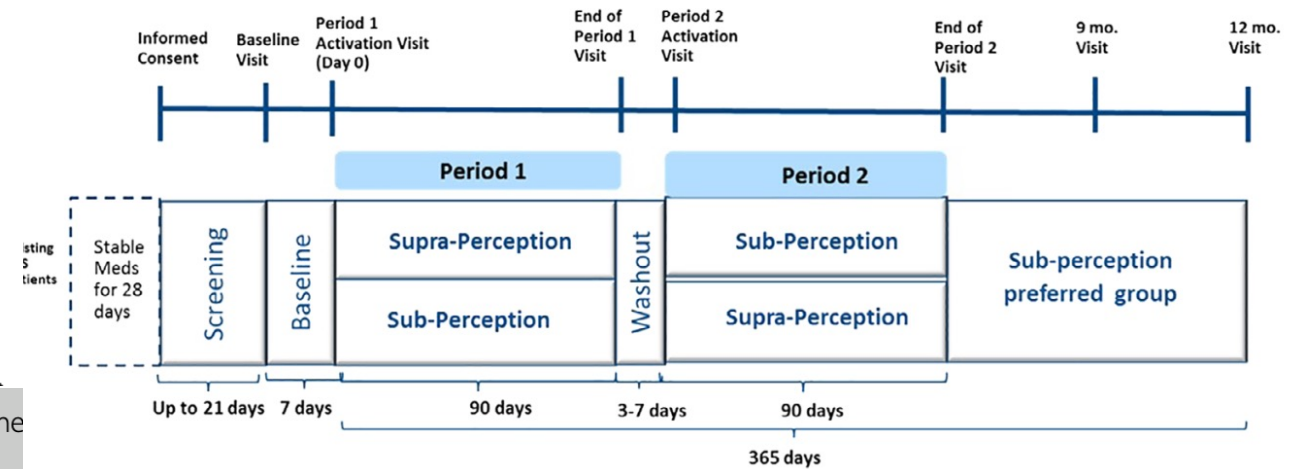 Informed
Consent
Baseline
Visit
Period 1
Activation Visit
(Day 0)
End of
Period 1
Visit
Period 2
Activation
Visit
End of
Period 2
Visit
9 mo.
Visit
12 mo.
Visit
Period 1
Period 2
Stable
Meds
for 28
days
Screening
Baseline
Supra-Perception
Sub-Perception
Washout
Sub-Perception
Supra-Perception
Sub-perception
preferred group
Up to 21 days
7 days
90 days
3-7 days
90 days
365 days